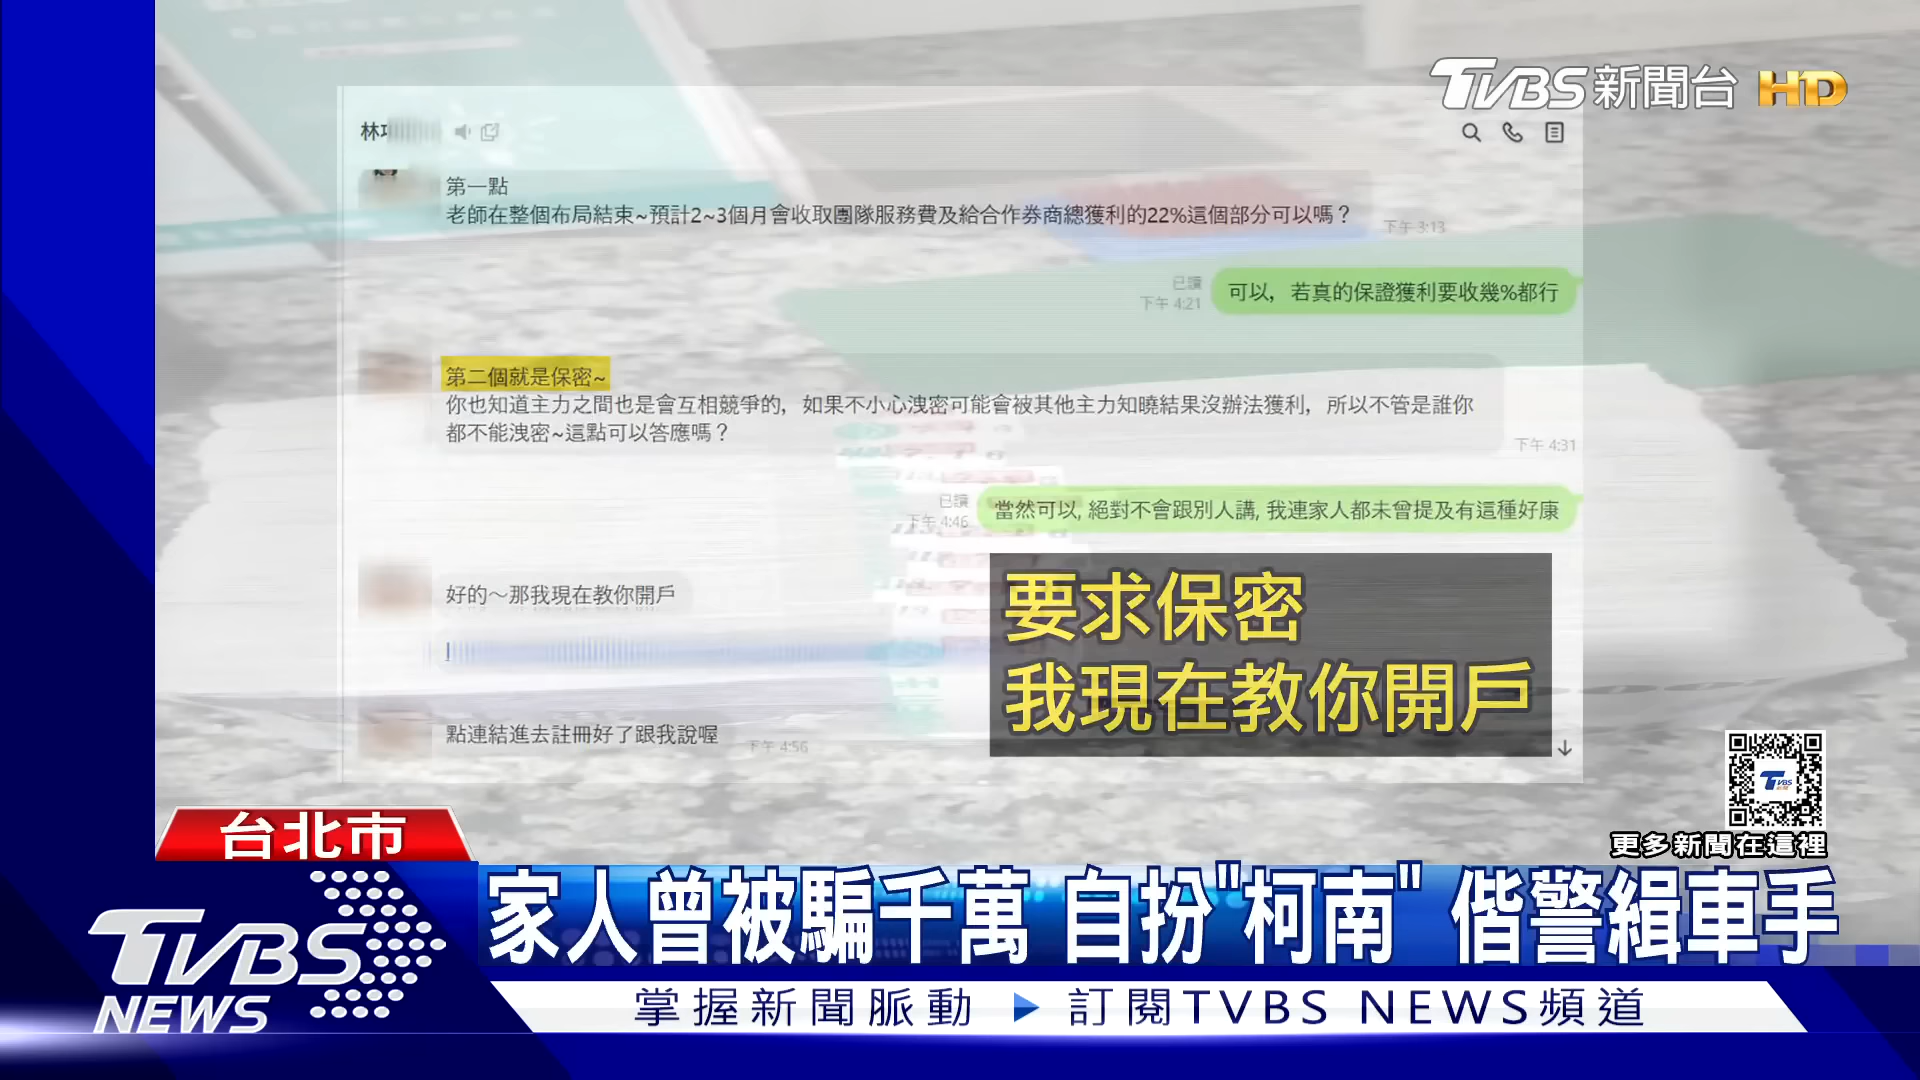 TVBS新聞台 HD
林
第一點
老師在整個布局結束~預計2~3個月會收取團隊服務費及給合作券商總獲利的22%這個部分可以嗎？
下午 3:13
已讀
下午 4:21
可以，若真的保證獲利要收幾%都行
第二個就是保密~
你也知道主力之間也是會互相競爭的，如果不小心洩密可能會被其他主力知曉結果沒辦法獲利，所以不管是誰你
都不能洩密~這點可以答應嗎？
下午 4:31
已讀
下午 4:46
當然可以, 絕對不會跟別人講, 我連家人都未曾提及有這種好康
好的～那我現在教你開戶
要求保密
我現在教你開戶
點連結進去註冊好了跟我說喔
下午 4:56
TVBS
更多新聞在這裡
台北市
家人曾被騙千萬 自扮"柯南" 偕警緝車手
TVBS
NEWS
掌握新聞脈動 ▶ 訂閱TVBS NEWS頻道